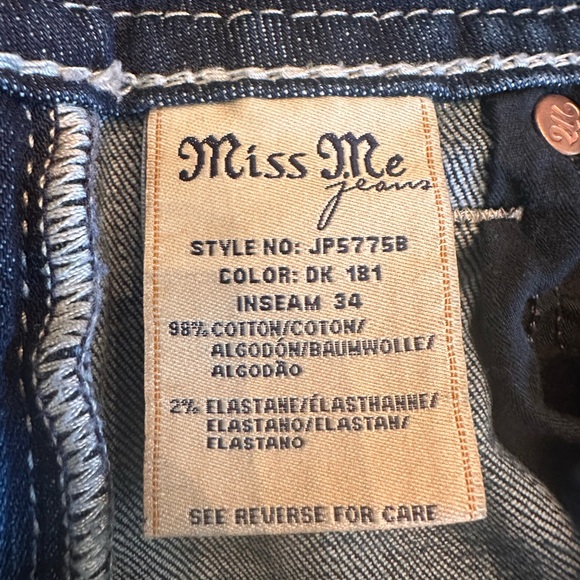 Miss Me
jeans
STYLE NO: JP5775B
COLOR: DK 181
INSEAM 34
98% COTTON/COTON/
ALGODÓN/BAUMWOLLE/
ALGODÃO
2% ELASTANE/ÉLASTHANNE/
ELASTANO/ELASTAN/
ELASTANO
SEE REVERSE FOR CARE